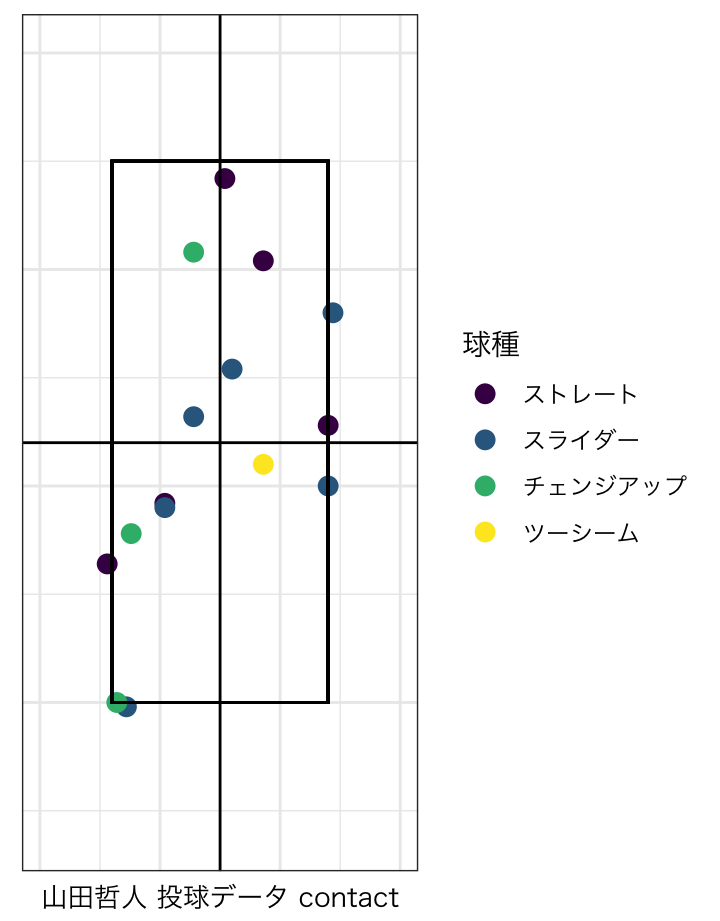 球種
ストレート
スライダー
チェンジアップ
ツーシーム
山田哲人 投球データ contact